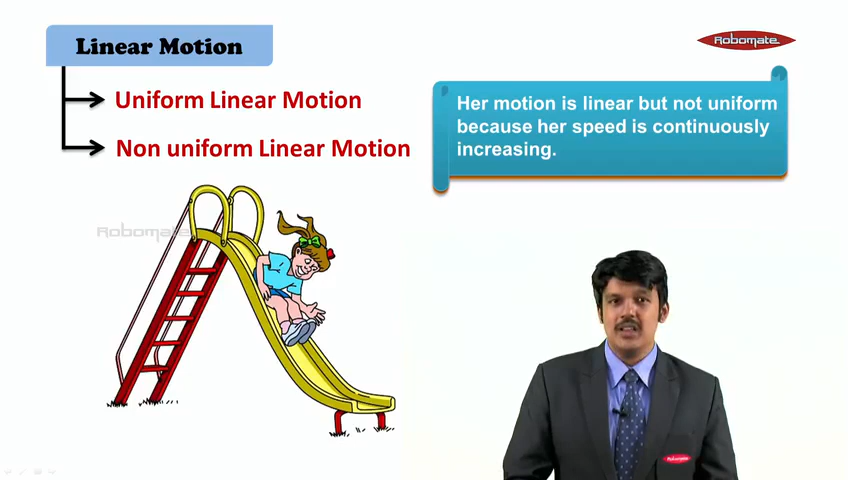 Linear Motion
Robomate
Uniform Linear Motion
Non uniform Linear Motion
Her motion is linear but not uniform
because her speed is continuously
increasing.
Robomate
Robomate